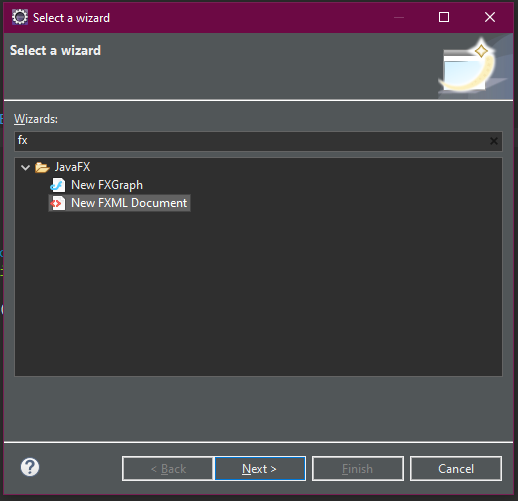 Select a wizard
Select a wizard
Wizards:
fx
JavaFX
New FXGraph
New FXML Document
< Back
Next >
Finish
Cancel